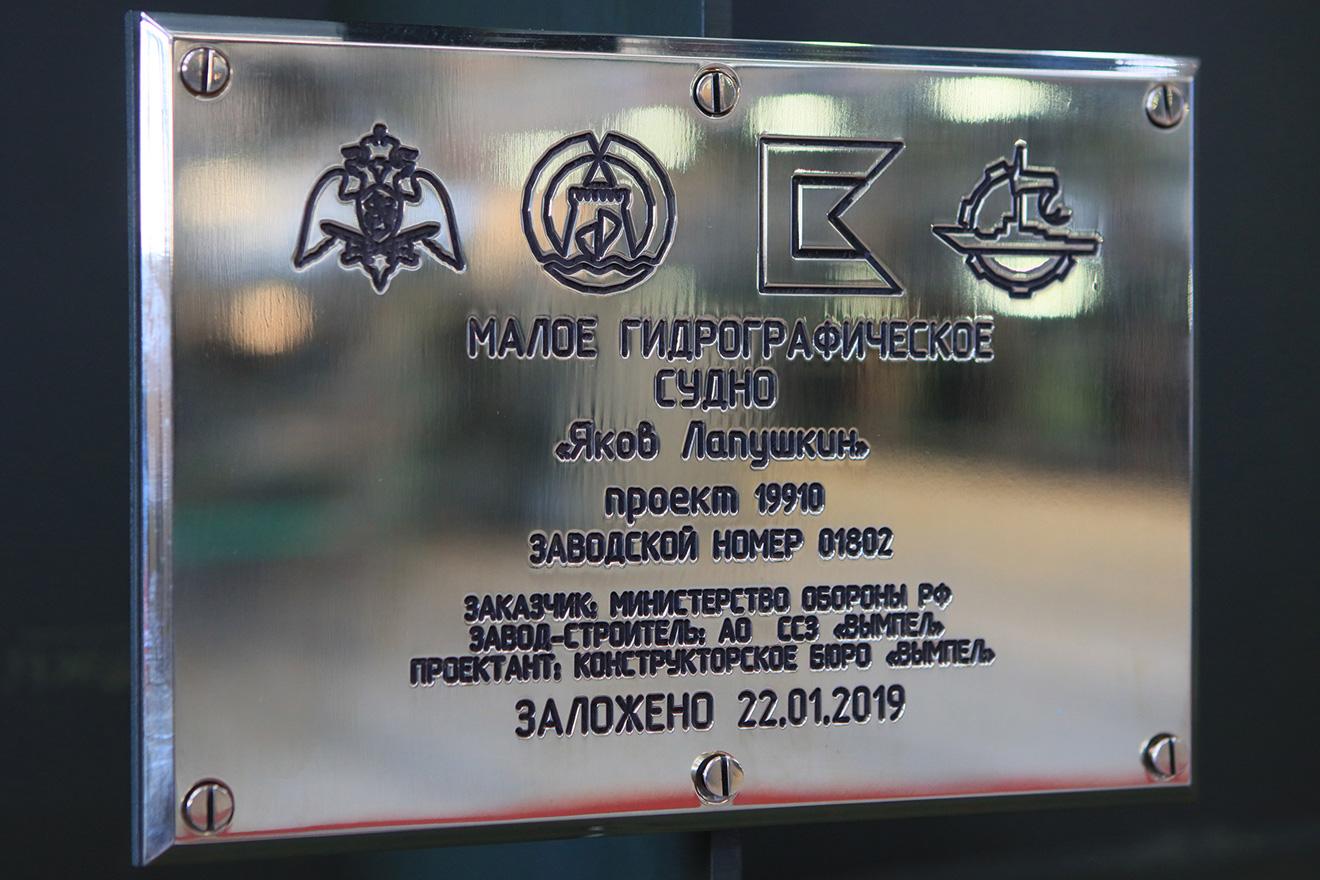 МАЛОЕ ГИДРОГРАФИЧЕСКОЕ
СУДНО
«Яков Лапушкин»
проект 19910
ЗАВОДСКОЙ НОМЕР 01802
ЗАКАЗЧИК: МИНИСТЕРСТВО ОБОРОНЫ РФ
ЗАВОД-СТРОИТЕЛЬ: АО ССЗ «ВЫМПЕЛ»
ПРОЕКТАНТ: КОНСТРУКТОРСКОЕ БЮРО «ВЫМПЕЛ»
ЗАЛОЖЕНО 22.01.2019